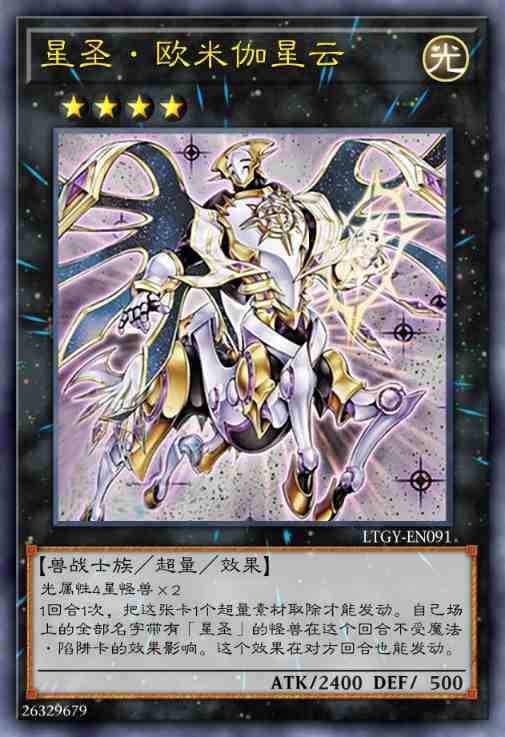 星圣·欧米伽星云
光
LTGY-EN091
【兽战士族／超量／效果】
光属性4星怪兽×2
1回合1次，把这张卡1个超量素材取除才能发动。自己场
上的全部名字带有「星圣」的怪兽在这个回合不受魔法
·陷阱卡的效果影响。这个效果在对方回合也能发动。
ATK/2400 DEF/ 500
26329679